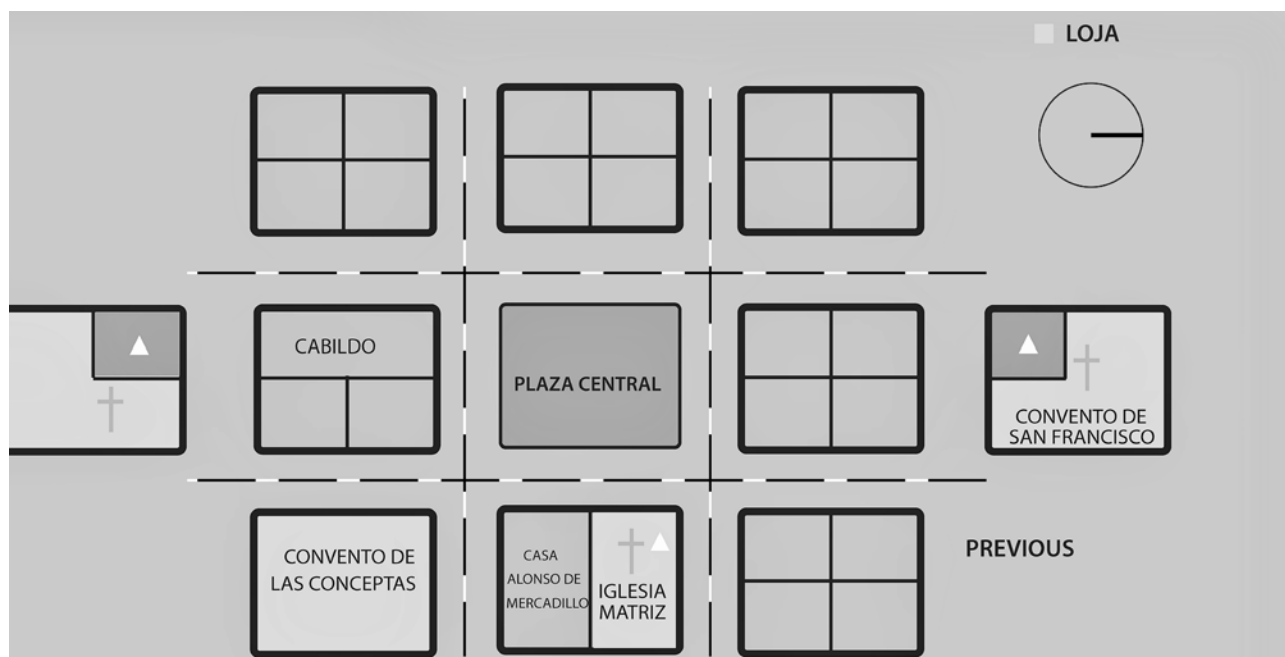 LOJA
CABILDO
PLAZA CENTRAL
CONVENTO DE
SAN FRANCISCO
CONVENTO DE
LAS CONCEPTAS
CASA
ALONSO DE
MERCADILLO
IGLESIA
MATRIZ
PREVIOUS